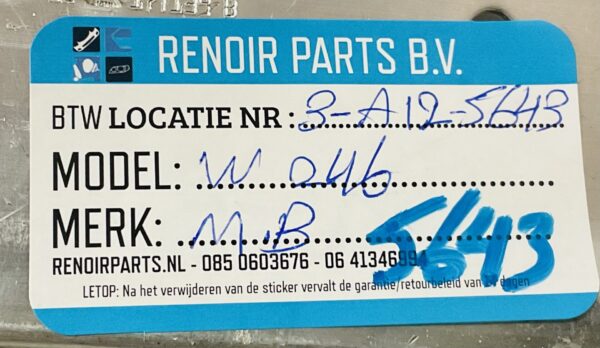 RENOIR PARTS B.V.
BTW LOCATIE NR : 3-A12-5643
MODEL: W 246
MERK: M.B
5643
RENOIRPARTS.NL - 085 0603676 - 06 41346994
LETOP: Na het verwijderen van de sticker vervalt de garantie/retourbeleid van 14 dagen